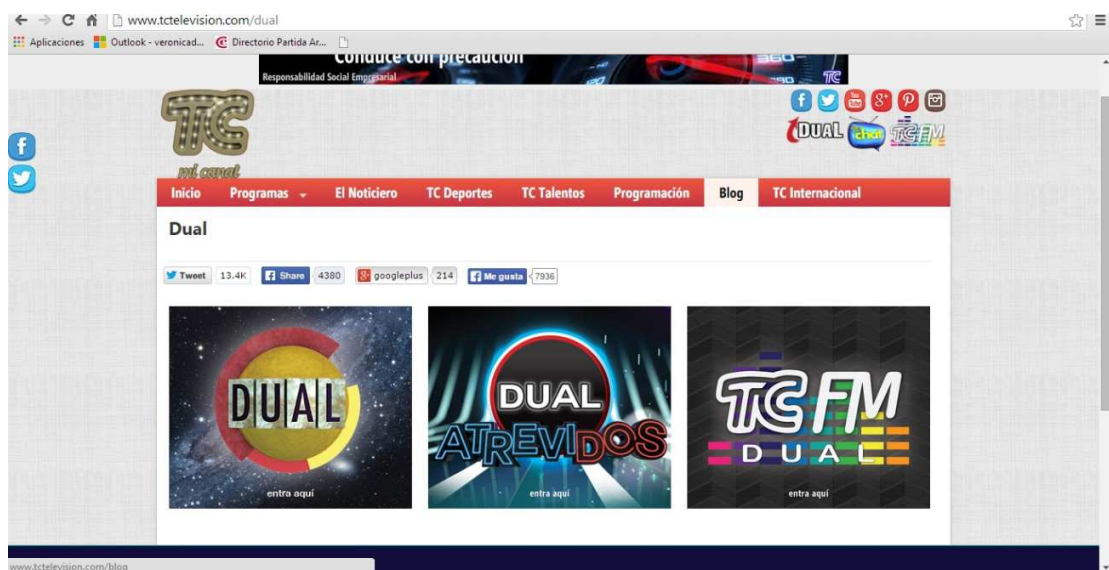 www.tctelevision.com/dual
Aplicaciones Outlook - veronicad... Directorio Partida Ar...
Conduce con precaución
Responsabilidad Social Empresarial
TC
TC
mi canal
You Tube
DUAL chat TC FM
Inicio Programas El Noticiero TC Deportes TC Talentos Programación Blog TC Internacional
Dual
Tweet 13.4K Share 4380 googleplus 214 Me gusta 7936
DUAL
entra aquí
DUAL
ATREVIDOS
entra aquí
TC FM
DUAL
entra aquí
www.tctelevision.com/blog